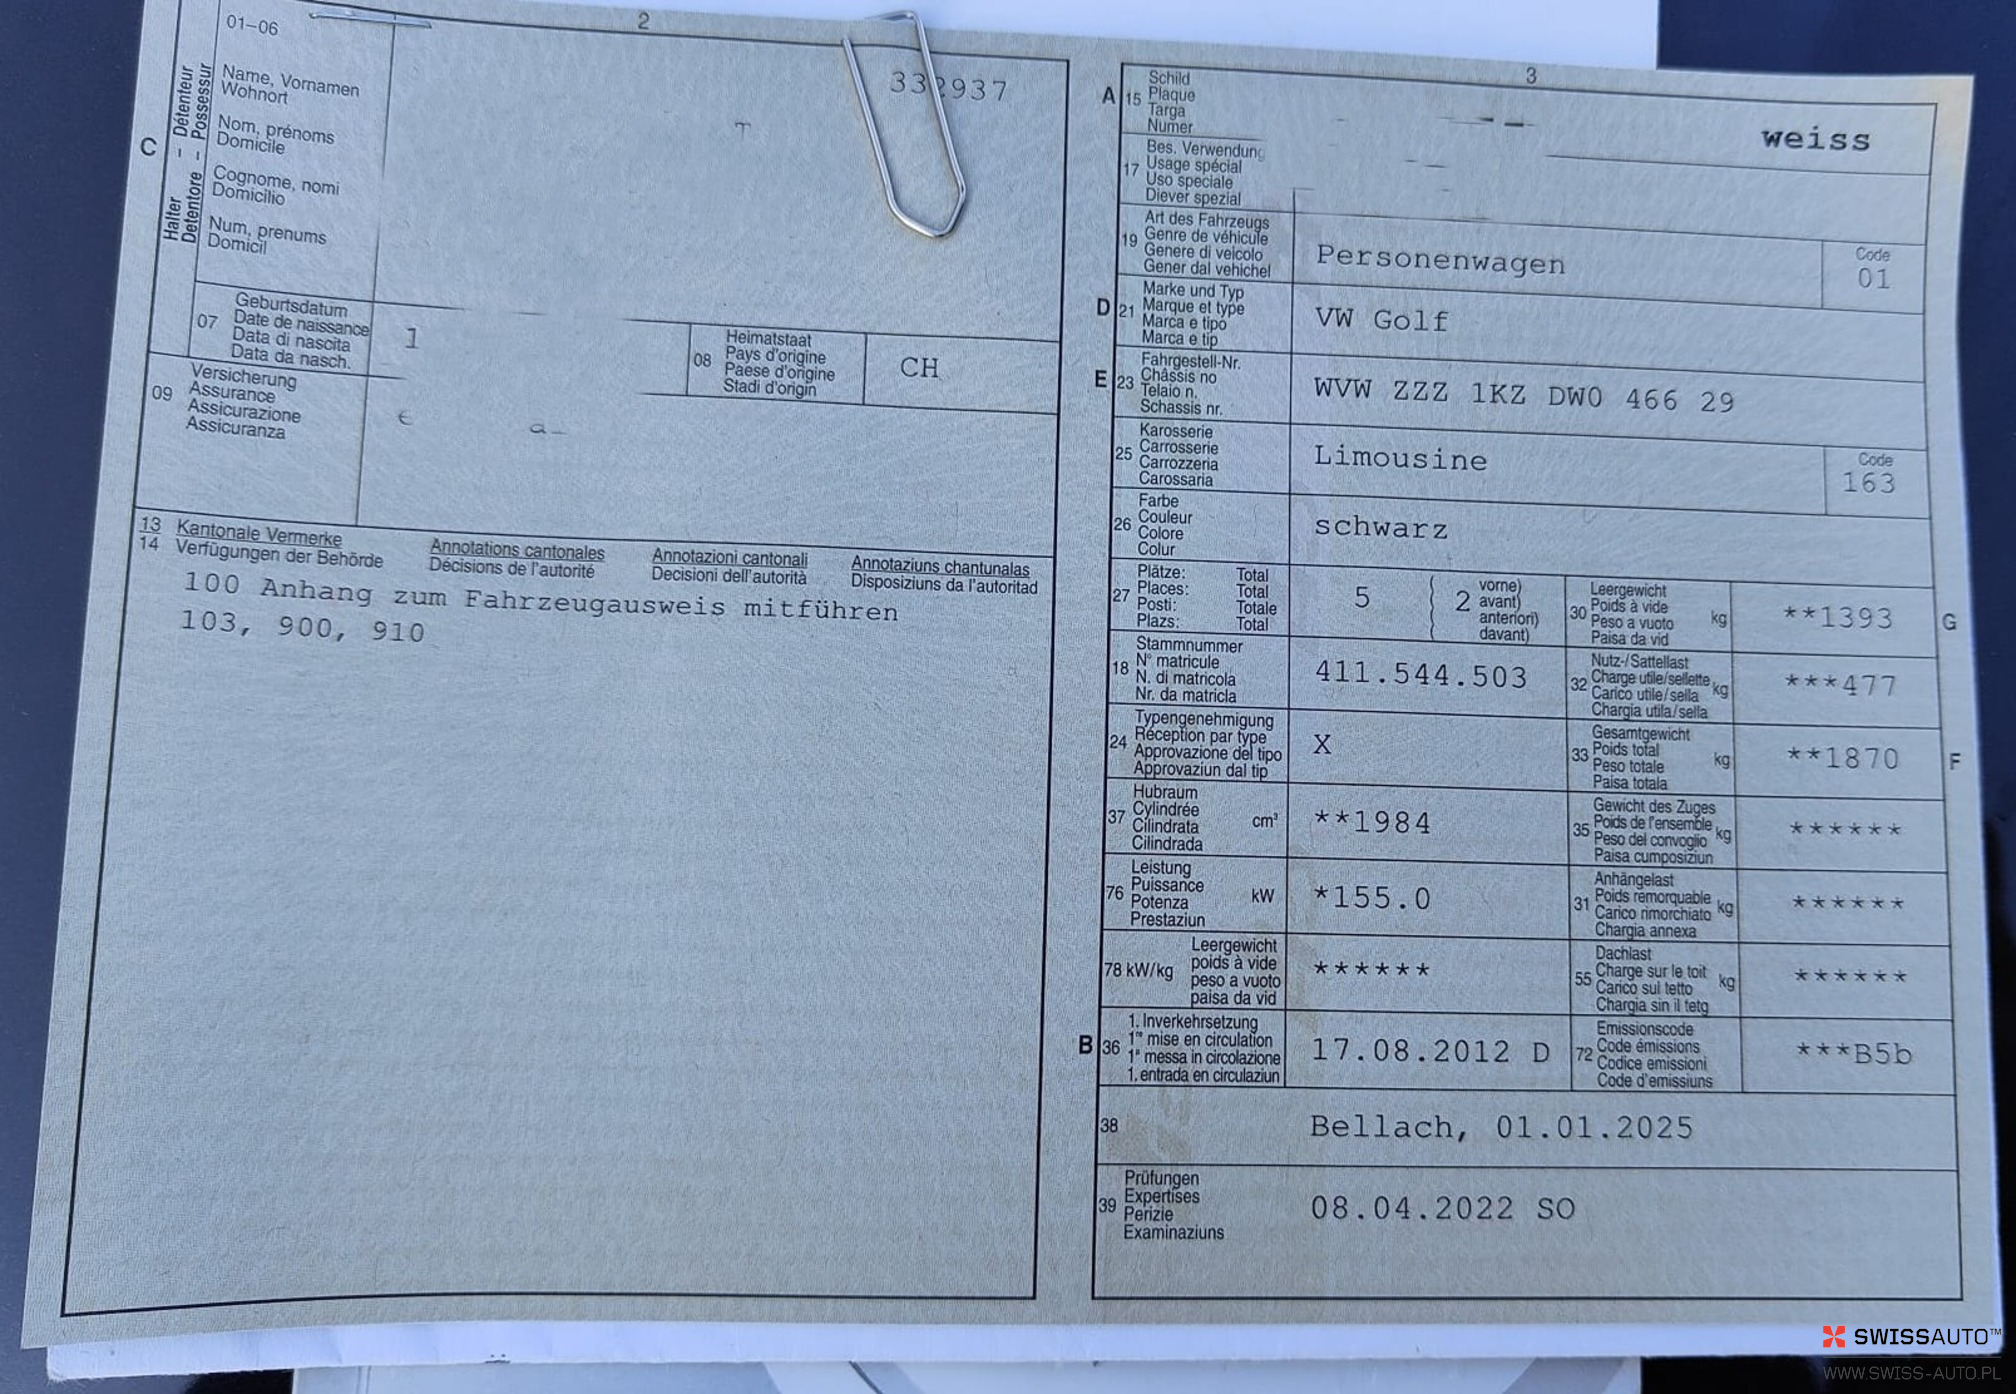 2
01-06
332937
C
Halter – Détenteur
Detentore – Possessur
Name, Vornamen
Wohnort
Nom, prénoms
Domicile
Cognome, nomi
Domicilio
Num, prenums
Domicil
07
Geburtsdatum
Date de naissance
Data di nascita
Data da nasch.
1
08
Heimatstaat
Pays d'origine
Paese d'origine
Stadi d'origin
CH
09
Versicherung
Assurance
Assicurazione
Assicuranza
13 Kantonale Vermerke Annotations cantonales Annotazioni cantonali Annotaziuns chantunalas
14 Verfügungen der Behörde Décisions de l'autorité Decisioni dell'autorità Disposiziuns da l'autoritad
100 Anhang zum Fahrzeugausweis mitführen
103, 900, 910
3
A 15
Schild
Plaque
Targa
Numer
weiss
17
Bes. Verwendung
Usage spécial
Uso speciale
Diever spezial
19
Art des Fahrzeugs
Genre de véhicule
Genere di veicolo
Gener dal vehichel
Personenwagen
Code
01
D 21
Marke und Typ
Marque et type
Marca e tipo
Marca e tip
VW Golf
E 23
Fahrgestell-Nr.
Châssis no
Telaio n.
Schassis nr.
WVW ZZZ 1KZ DW0 466 29
25
Karosserie
Carrosserie
Carrozzeria
Carossaria
Limousine
Code
163
26
Farbe
Couleur
Colore
Colur
schwarz
27
Plätze: Total
Places: Total
Posti: Totale
Plazs: Total
5
( 2
vorne)
avant)
anteriori)
davant)
30
Leergewicht
Poids à vide
Peso a vuoto
Paisa da vid
kg
**1393
G
18
Stammnummer
N° matricule
N. di matricola
Nr. da matricla
411.544.503
32
Nutz-/Sattellast
Charge utile/sellette
Carico utile/sella
Chargia utila/sella
kg
***477
24
Typengenehmigung
Réception par type
Approvazione del tipo
Approvaziun dal tip
X
33
Gesamtgewicht
Poids total
Peso totale
Paisa totala
kg
**1870
F
37
Hubraum
Cylindrée
Cilindrata
Cilindrada
cm³
**1984
35
Gewicht des Zuges
Poids de l'ensemble
Peso del convoglio
Paisa cumposiziun
kg
******
76
Leistung
Puissance
Potenza
Prestaziun
kW
*155.0
31
Anhängelast
Poids remorquable
Carico rimorchiato
Chargia annexa
kg
******
78 kW/kg
Leergewicht
poids à vide
peso a vuoto
paisa da vid
******
55
Dachlast
Charge sur le toit
Carico sul tetto
Chargia sin il tetg
kg
******
B 36
1. Inverkehrsetzung
1re mise en circulation
1a messa in circolazione
1. entrada en circulaziun
17.08.2012 D
72
Emissionscode
Code émissions
Codice emissioni
Code d'emissiuns
***B5b
38
Bellach, 01.01.2025
39
Prüfungen
Expertises
Perizie
Examinaziuns
08.04.2022 SO
SWISSAUTO™
WWW.SWISS-AUTO.PL